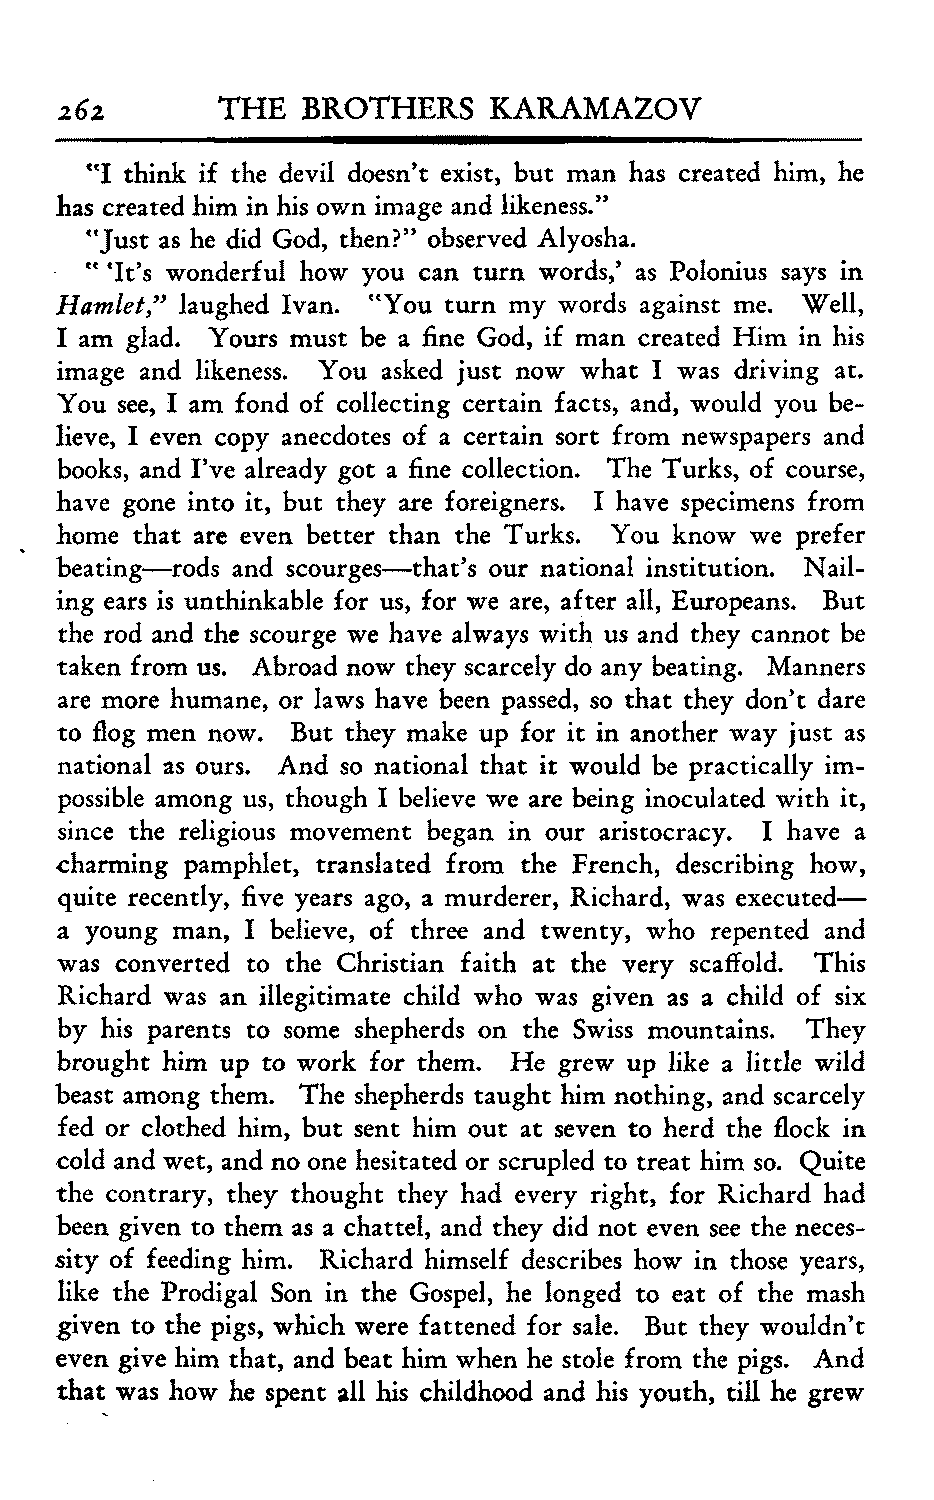 262 THE BROTHERS KARAMAZOV
"I think if the devil doesn't exist, but man has created him, he
has created him in his own image and likeness."
"Just as he did God, then?" observed Alyosha.
" 'It's wonderful how you can turn words,' as Polonius says in
Hamlet," laughed Ivan. "You turn my words against me. Well,
I am glad. Yours must be a fine God, if man created Him in his
image and likeness. You asked just now what I was driving at.
You see, I am fond of collecting certain facts, and, would you be-
lieve, I even copy anecdotes of a certain sort from newspapers and
books, and I've already got a fine collection. The Turks, of course,
have gone into it, but they are foreigners. I have specimens from
home that are even better than the Turks. You know we prefer
beating—rods and scourges—that's our national institution. Nail-
ing ears is unthinkable for us, for we are, after all, Europeans. But
the rod and the scourge we have always with us and they cannot be
taken from us. Abroad now they scarcely do any beating. Manners
are more humane, or laws have been passed, so that they don't dare
to flog men now. But they make up for it in another way just as
national as ours. And so national that it would be practically im-
possible among us, though I believe we are being inoculated with it,
since the religious movement began in our aristocracy. I have a
charming pamphlet, translated from the French, describing how,
quite recently, five years ago, a murderer, Richard, was executed—
a young man, I believe, of three and twenty, who repented and
was converted to the Christian faith at the very scaffold. This
Richard was an illegitimate child who was given as a child of six
by his parents to some shepherds on the Swiss mountains. They
brought him up to work for them. He grew up like a little wild
beast among them. The shepherds taught him nothing, and scarcely
fed or clothed him, but sent him out at seven to herd the flock in
cold and wet, and no one hesitated or scrupled to treat him so. Quite
the contrary, they thought they had every right, for Richard had
been given to them as a chattel, and they did not even see the neces-
sity of feeding him. Richard himself describes how in those years,
like the Prodigal Son in the Gospel, he longed to eat of the mash
given to the pigs, which were fattened for sale. But they wouldn't
even give him that, and beat him when he stole from the pigs. And
that was how he spent all his childhood and his youth, till he grew